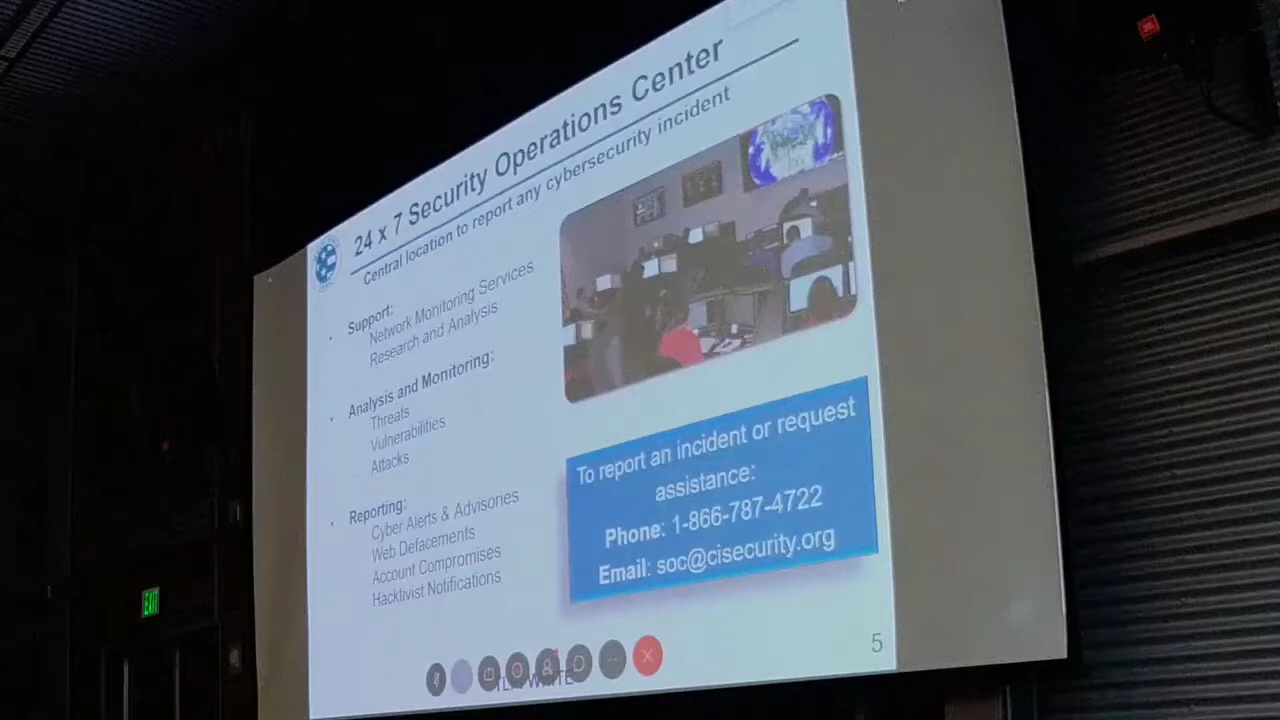 24 x 7 Security Operations Center
Central location to report any cybersecurity incident
Support:
Network Monitoring Services
Research and Analysis
Analysis and Monitoring:
Threats
Vulnerabilities
Attacks
Reporting:
Cyber Alerts & Advisories
Web Defacements
Account Compromises
Hacktivist Notifications
To report an incident or request
assistance:
Phone: 1-866-787-4722
Email: soc@cisecurity.org
5
EXIT